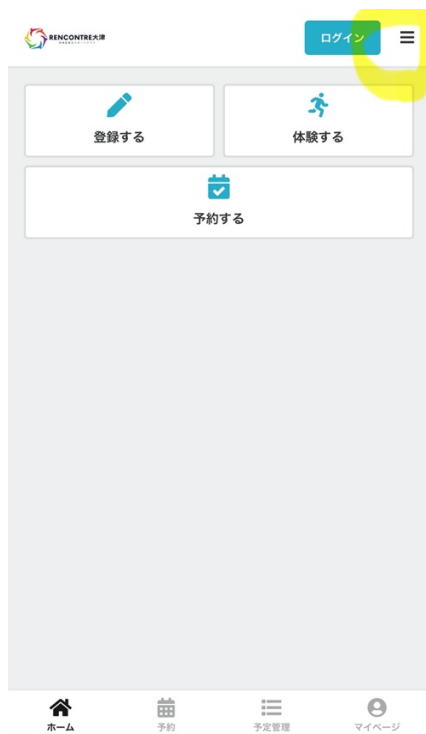 RENCONTRE大津
ログイン
登録する
体験する
予約する
ホーム
予約
予定管理
マイページ